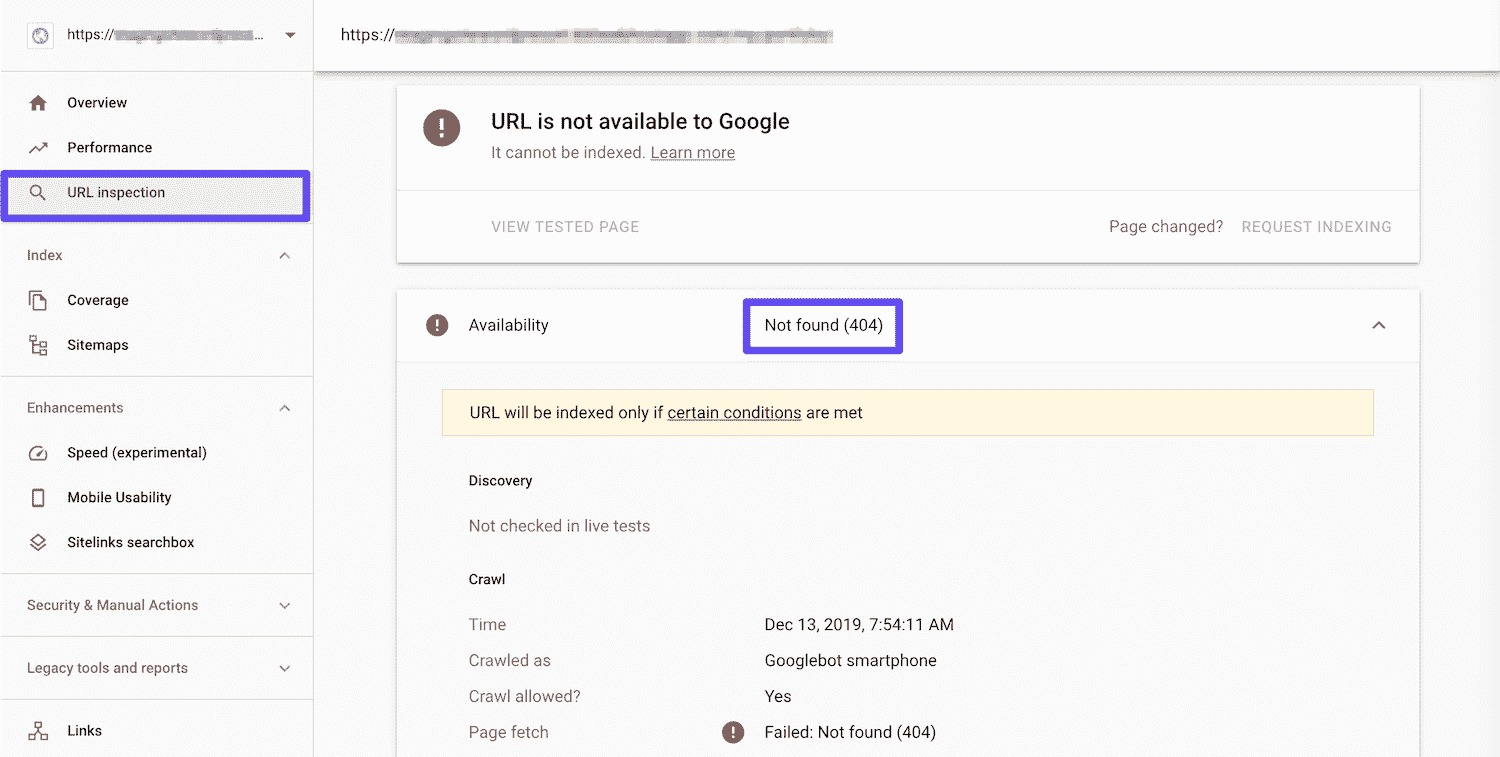 https://
https://
Overview
Performance
URL inspection
Index
Coverage
Sitemaps
Enhancements
Speed (experimental)
Mobile Usability
Sitelinks searchbox
Security & Manual Actions
Legacy tools and reports
Links
URL is not available to Google
It cannot be indexed. Learn more
VIEW TESTED PAGE
Page changed? REQUEST INDEXING
Availability Not found (404)
URL will be indexed only if certain conditions are met
Discovery
Not checked in live tests
Crawl
Time Dec 13, 2019, 7:54:11 AM
Crawled as Googlebot smartphone
Crawl allowed? Yes
Page fetch Failed: Not found (404)